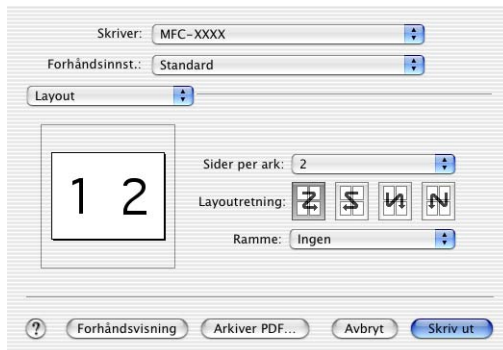 Skriver: MFC-XXXX
Forhåndsinnst.: Standard
Layout
1 2
Sider per ark: 2
Layoutretning:
Ramme: Ingen
? Forhåndsvisning Arkiver PDF... Avbryt Skriv ut